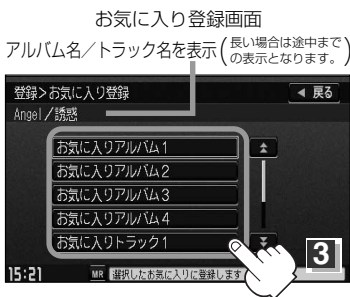 お気に入り登録画面
アルバム名／トラック名を表示(長い場合は途中までの表示となります。)
登録>お気に入り登録
◀ 戻る
Angel／誘惑
お気に入りアルバム1
お気に入りアルバム2
お気に入りアルバム3
お気に入りアルバム4
お気に入りトラック1
3
15:21
MR 選択したお気に入りに登録します